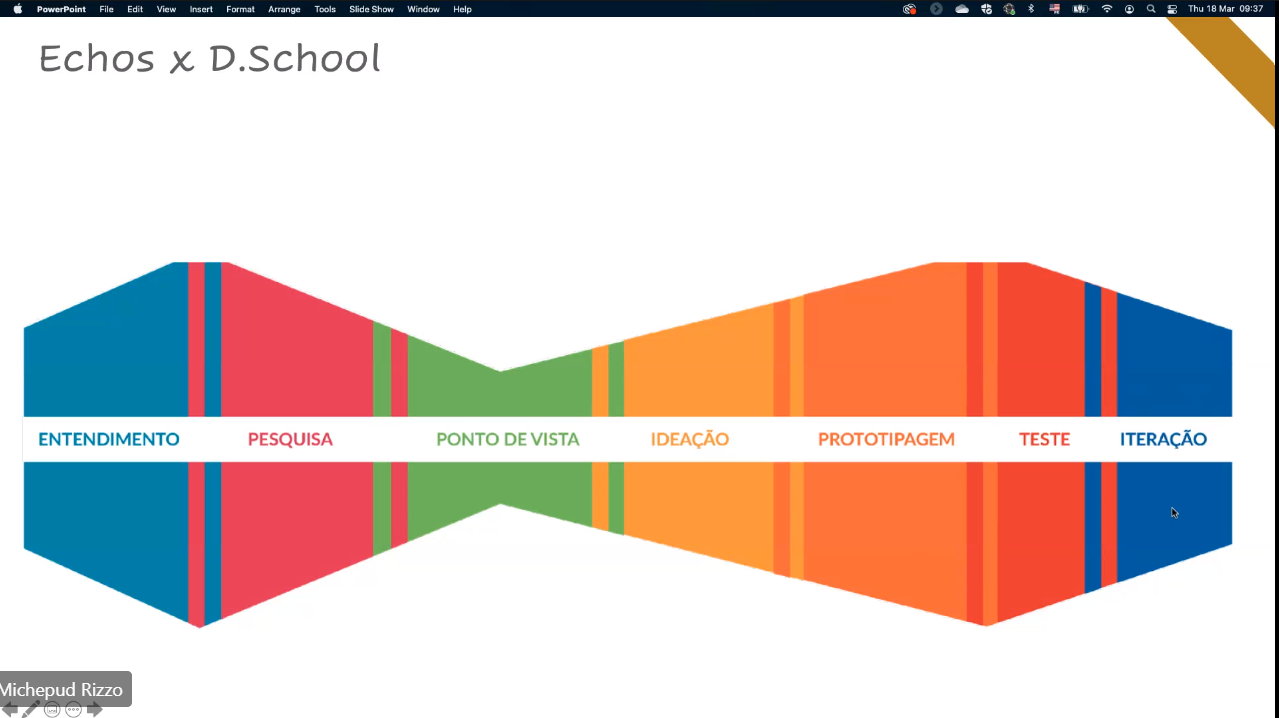 PowerPoint File Edit View Insert Format Arrange Tools Slide Show Window Help Thu 18 Mar 09:37
Echos x D.School
ENTENDIMENTO PESQUISA PONTO DE VISTA IDEAÇÃO PROTOTIPAGEM TESTE ITERAÇÃO
Michepud Rizzo